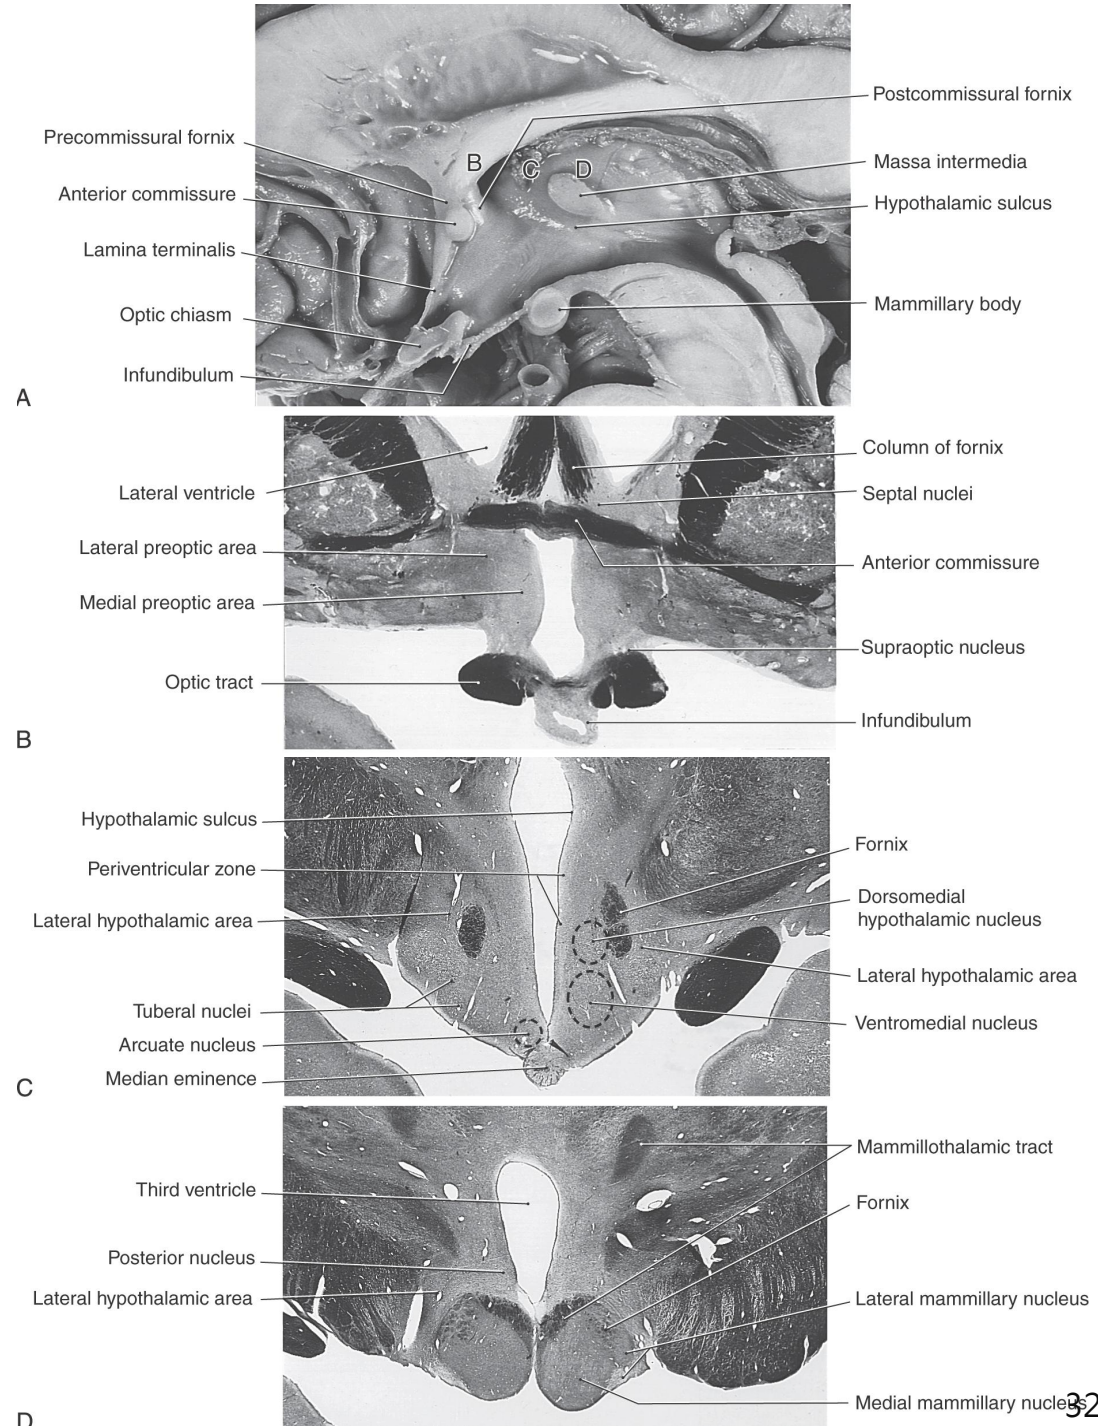 Precommissural fornix
Anterior commissure
Lamina terminalis
Optic chiasm
Infundibulum
A
B
C
D
Postcommissural fornix
Massa intermedia
Hypothalamic sulcus
Mammillary body
Lateral ventricle
Lateral preoptic area
Medial preoptic area
Optic tract
B
Column of fornix
Septal nuclei
Anterior commissure
Supraoptic nucleus
Infundibulum
Hypothalamic sulcus
Periventricular zone
Lateral hypothalamic area
Tuberal nuclei
Arcuate nucleus
Median eminence
C
Fornix
Dorsomedial
hypothalamic nucleus
Lateral hypothalamic area
Ventromedial nucleus
Third ventricle
Posterior nucleus
Lateral hypothalamic area
D
Mammillothalamic tract
Fornix
Lateral mammillary nucleus
Medial mammillary nucleus
32